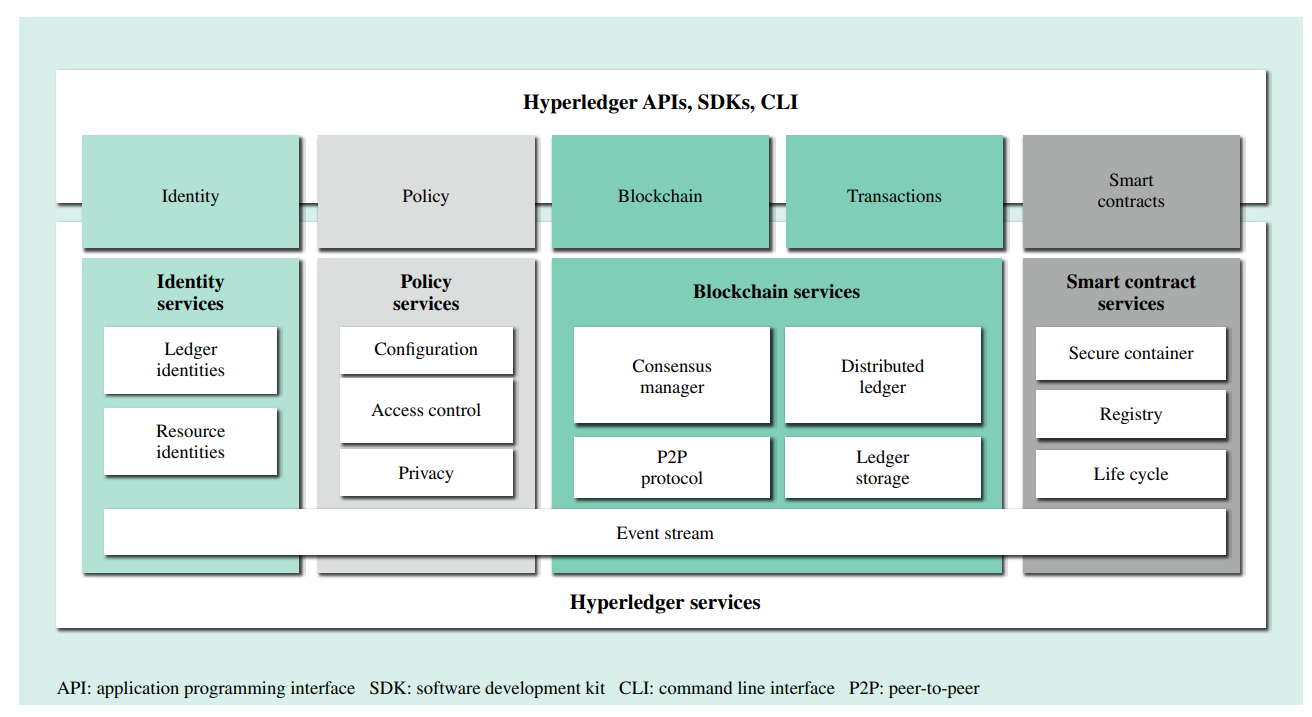 Hyperledger APIs, SDKs, CLI
Identity
Policy
Blockchain
Transactions
Smart
contracts
Identity
services
Ledger
identities
Resource
identities
Policy
services
Configuration
Access control
Privacy
Blockchain services
Consensus
manager
Distributed
ledger
P2P
protocol
Ledger
storage
Smart contract
services
Secure container
Registry
Life cycle
Event stream
Hyperledger services
API: application programming interface SDK: software development kit CLI: command line interface P2P: peer-to-peer